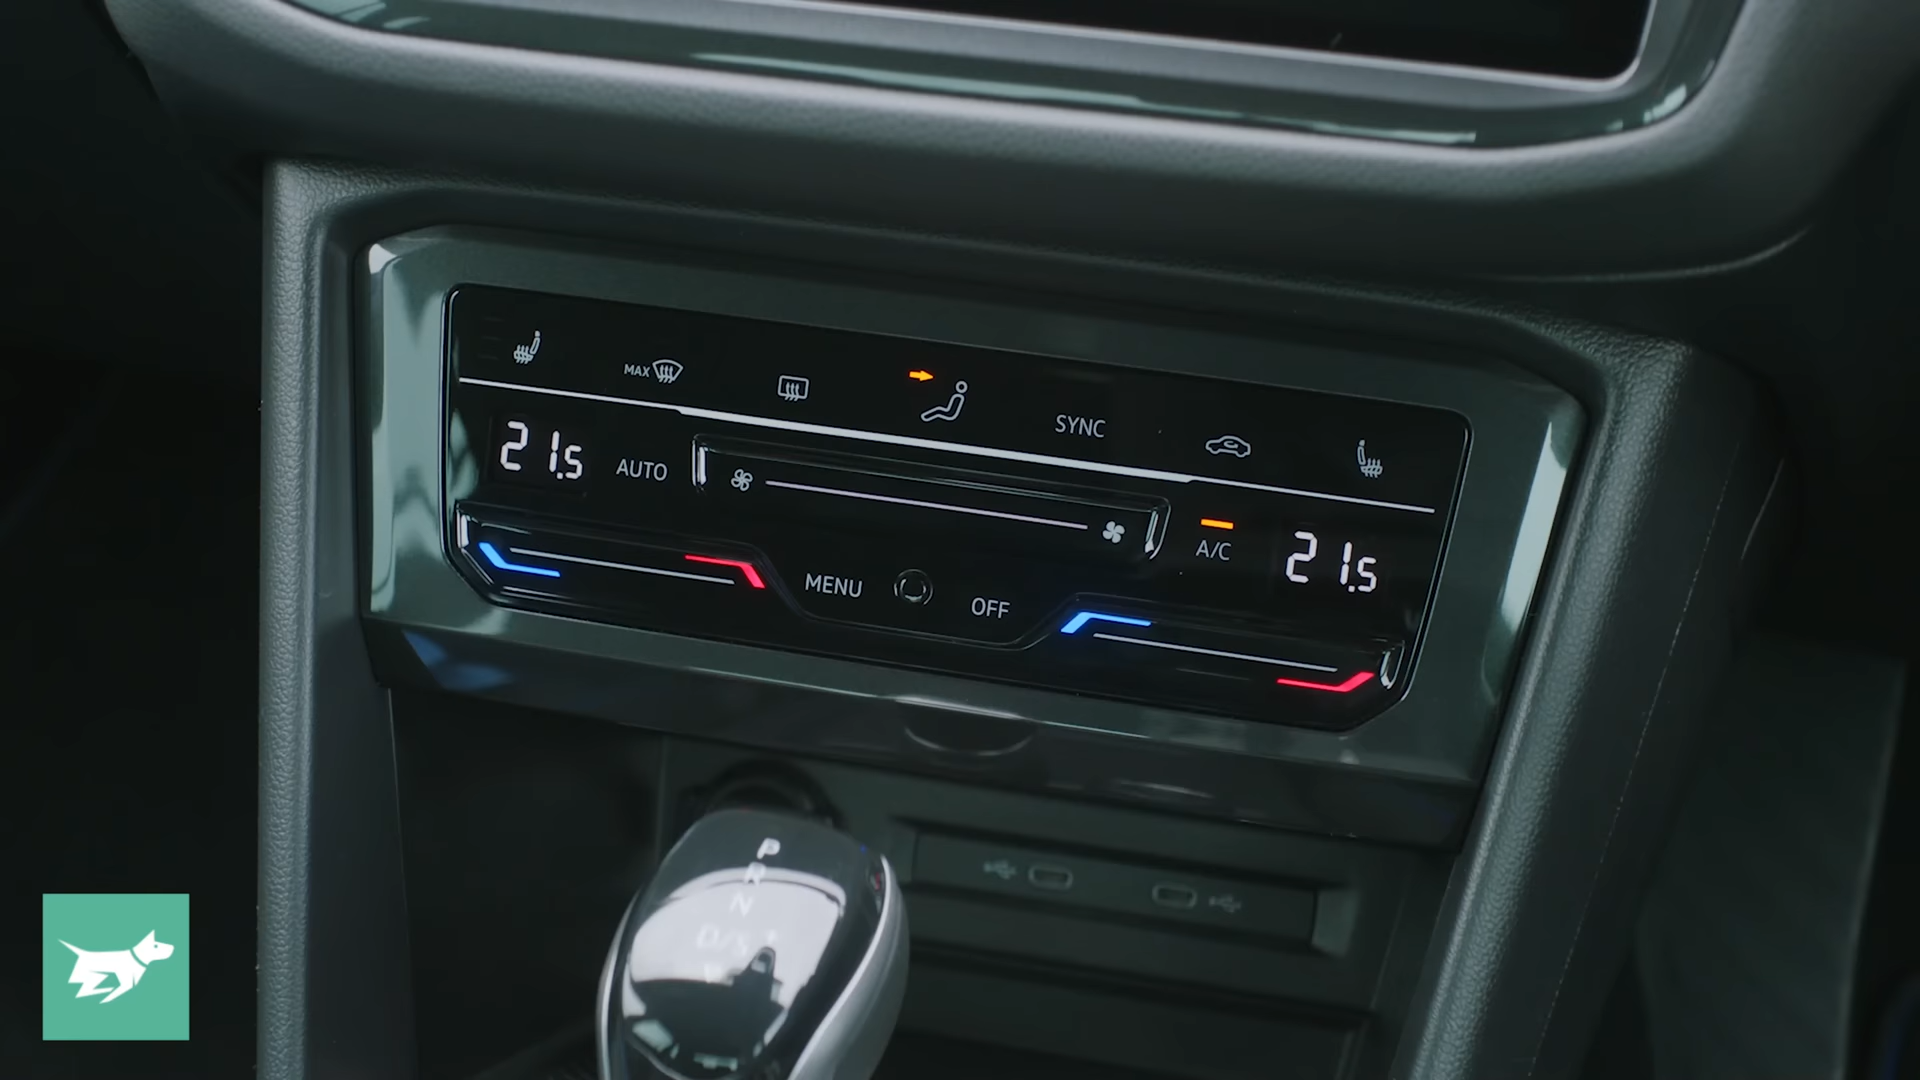 MAX
SYNC
21.5 AUTO
A/C 21.5
MENU OFF
P
R
N
D/S